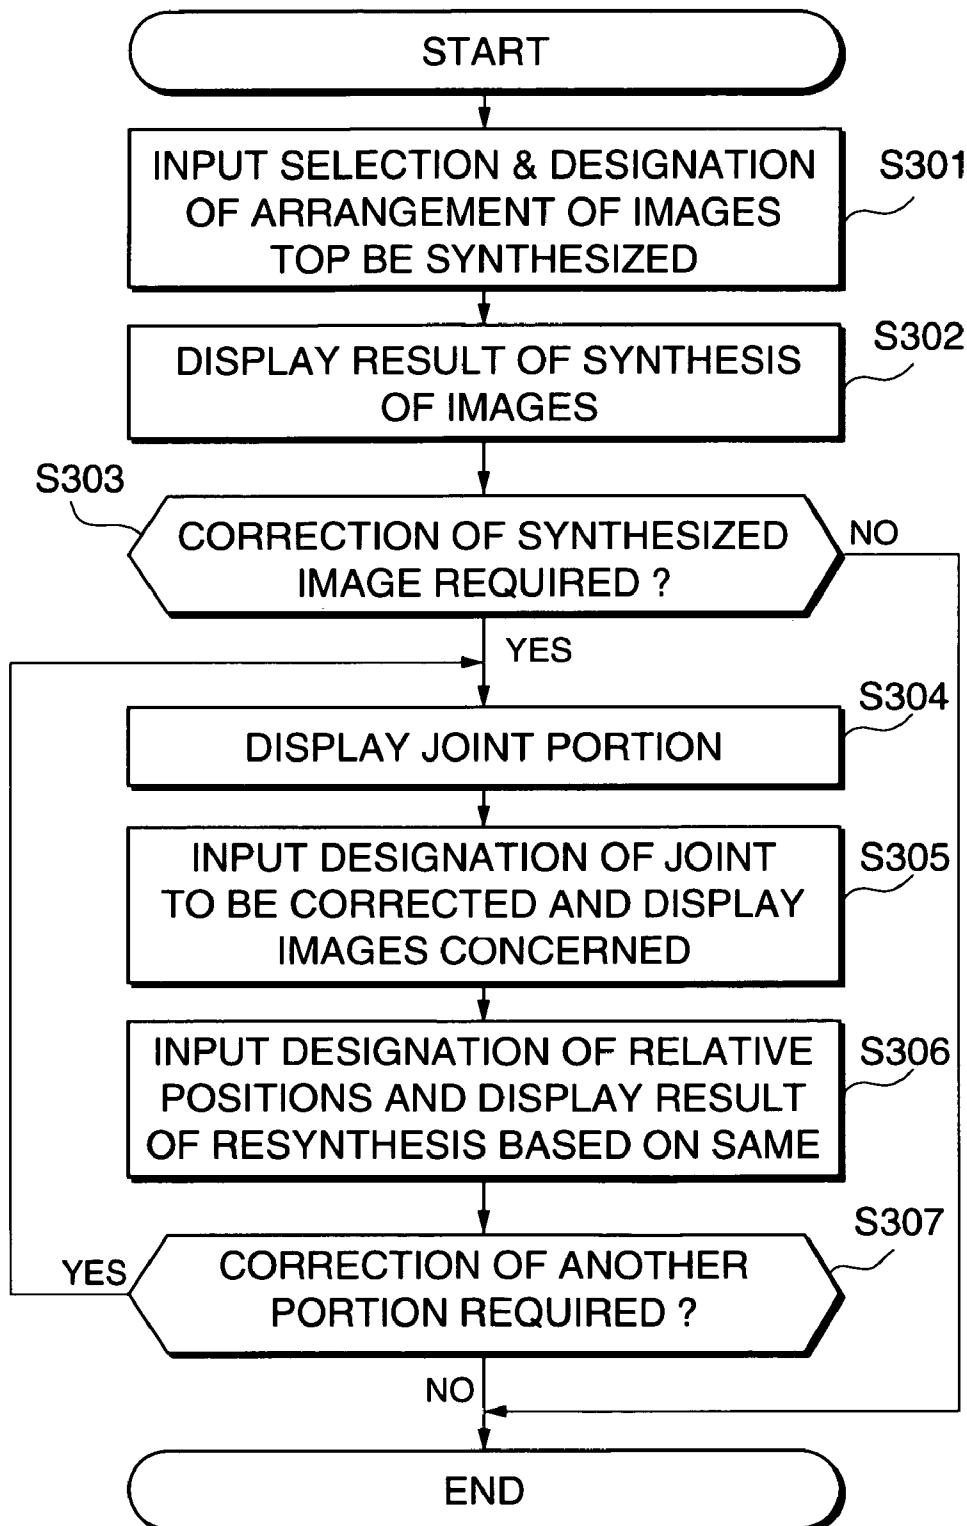 START
INPUT SELECTION & DESIGNATION
OF ARRANGEMENT OF IMAGES
TOP BE SYNTHESIZED
S301
DISPLAY RESULT OF SYNTHESIS
OF IMAGES
S302
S303
CORRECTION OF SYNTHESIZED
IMAGE REQUIRED ?
NO
YES
S304
DISPLAY JOINT PORTION
INPUT DESIGNATION OF JOINT
TO BE CORRECTED AND DISPLAY
IMAGES CONCERNED
S305
INPUT DESIGNATION OF RELATIVE
POSITIONS AND DISPLAY RESULT
OF RESYNTHESIS BASED ON SAME
S306
S307
YES
CORRECTION OF ANOTHER
PORTION REQUIRED ?
NO
END